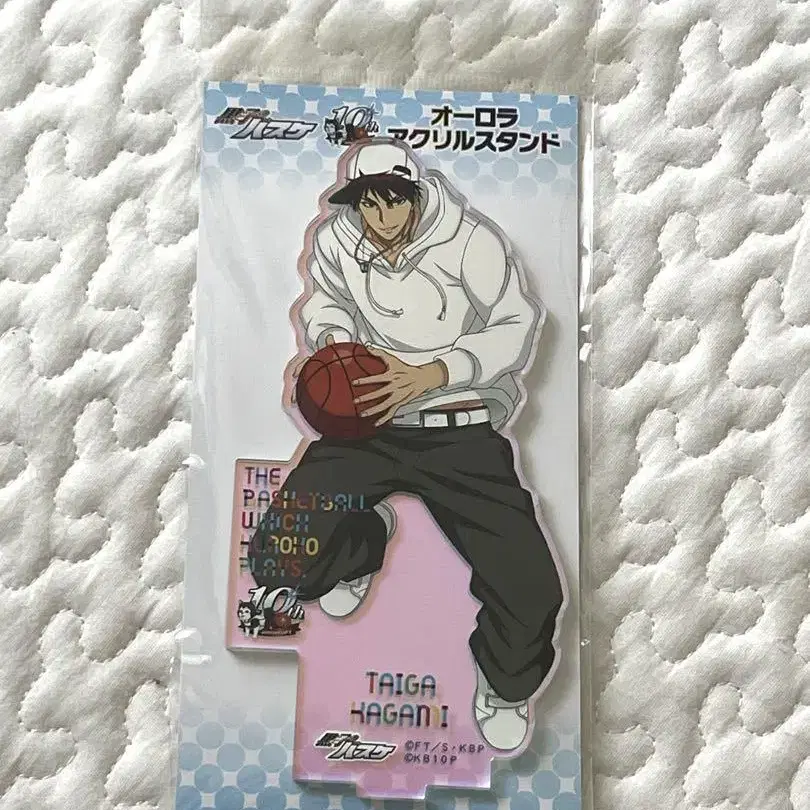 黒子のバスケ
10th
オーロラ
アクリルスタンド
THE
BASKETBALL
WHICH
KUROKO
PLAYS.
10th
TAIGA
KAGAMI
黒子のバスケ
©FT/S・KBP
©KB10P